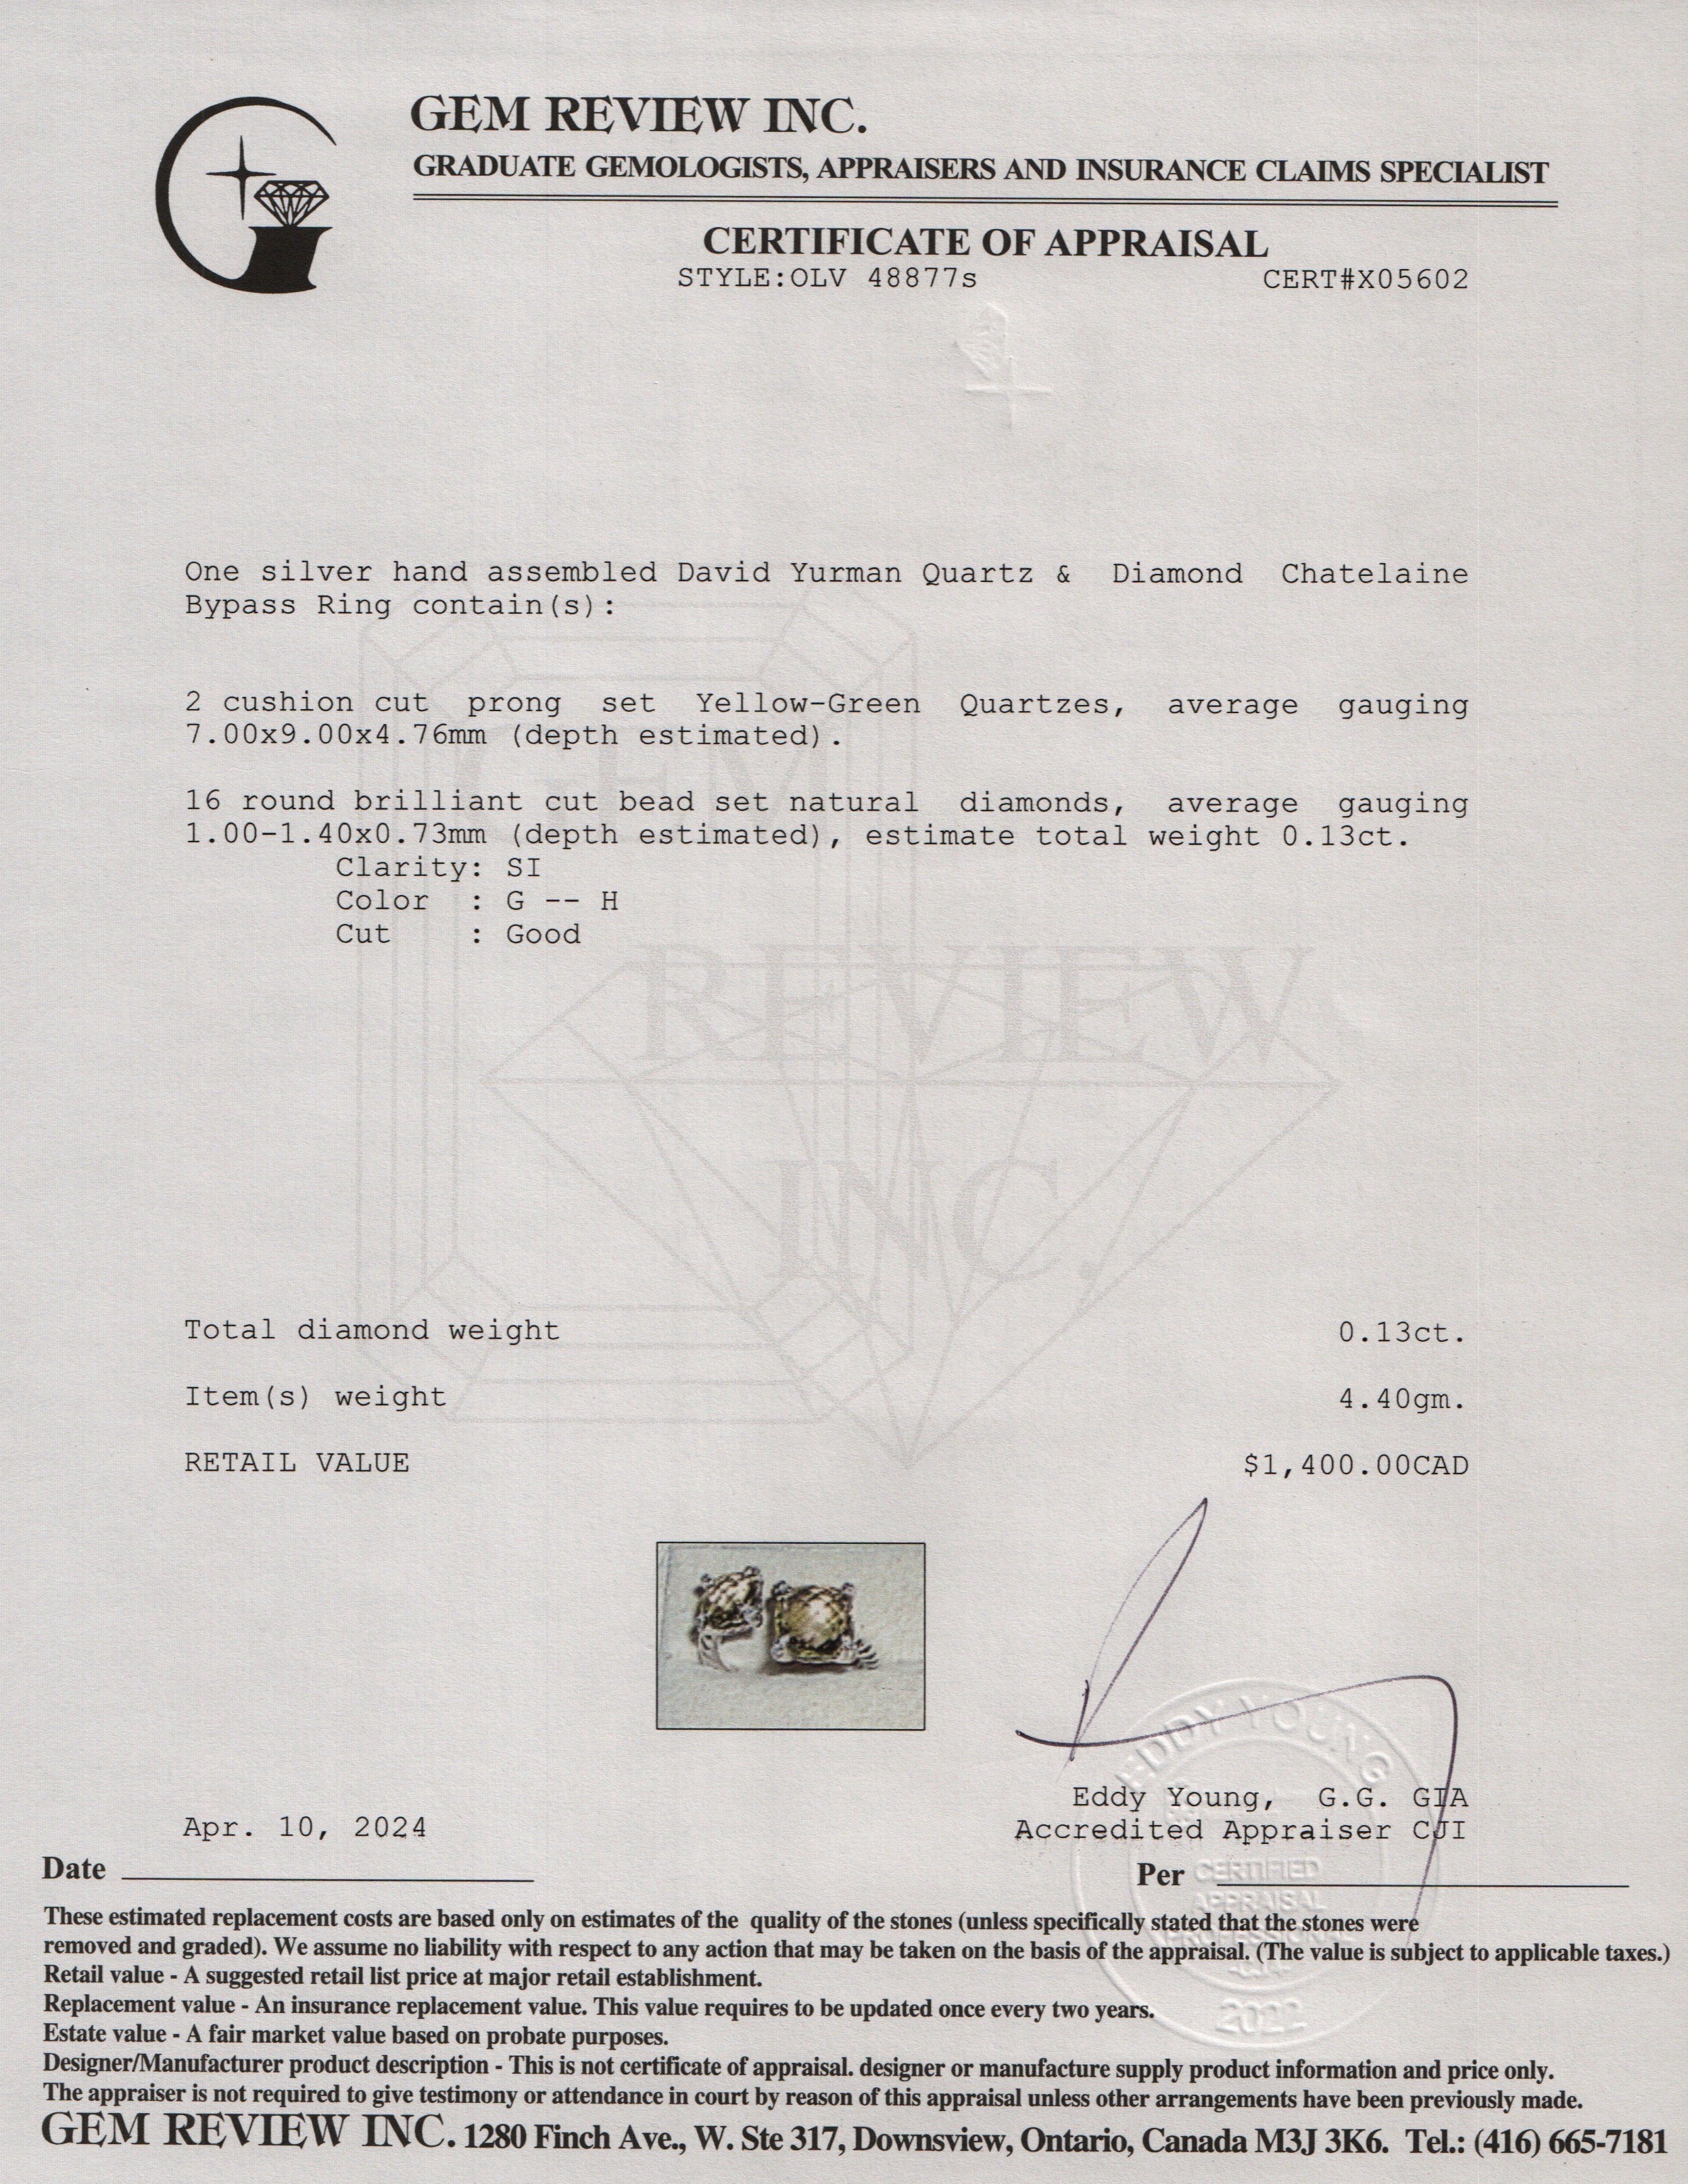 GEM REVIEW INC.
GRADUATE GEMOLOGISTS, APPRAISERS AND INSURANCE CLAIMS SPECIALIST
CERTIFICATE OF APPRAISAL
STYLE:OLV 48877s CERT#X05602
One silver hand assembled David Yurman Quartz & Diamond Chatelaine
Bypass Ring contain(s):
2 cushion cut prong set Yellow-Green Quartzes, average gauging
7.00x9.00x4.76mm (depth estimated).
16 round brilliant cut bead set natural diamonds, average gauging
1.00-1.40x0.73mm (depth estimated), estimate total weight 0.13ct.
Clarity: SI
Color : G -- H
Cut : Good
GEM
REVIEW
INC.
Total diamond weight 0.13ct.
Item(s) weight 4.40gm.
RETAIL VALUE $1,400.00CAD
EDDY YOUNG
Eddy Young, G.G. GIA
Apr. 10, 2024 Accredited Appraiser CJI
Date Per
CERTIFIED
APPRAISAL
PROFESSIONAL
2022
These estimated replacement costs are based only on estimates of the quality of the stones (unless specifically stated that the stones were
removed and graded). We assume no liability with respect to any action that may be taken on the basis of the appraisal. (The value is subject to applicable taxes.)
Retail value - A suggested retail list price at major retail establishment.
Replacement value - An insurance replacement value. This value requires to be updated once every two years.
Estate value - A fair market value based on probate purposes.
Designer/Manufacturer product description - This is not certificate of appraisal. designer or manufacture supply product information and price only.
The appraiser is not required to give testimony or attendance in court by reason of this appraisal unless other arrangements have been previously made.
GEM REVIEW INC. 1280 Finch Ave., W. Ste 317, Downsview, Ontario, Canada M3J 3K6. Tel.: (416) 665-7181